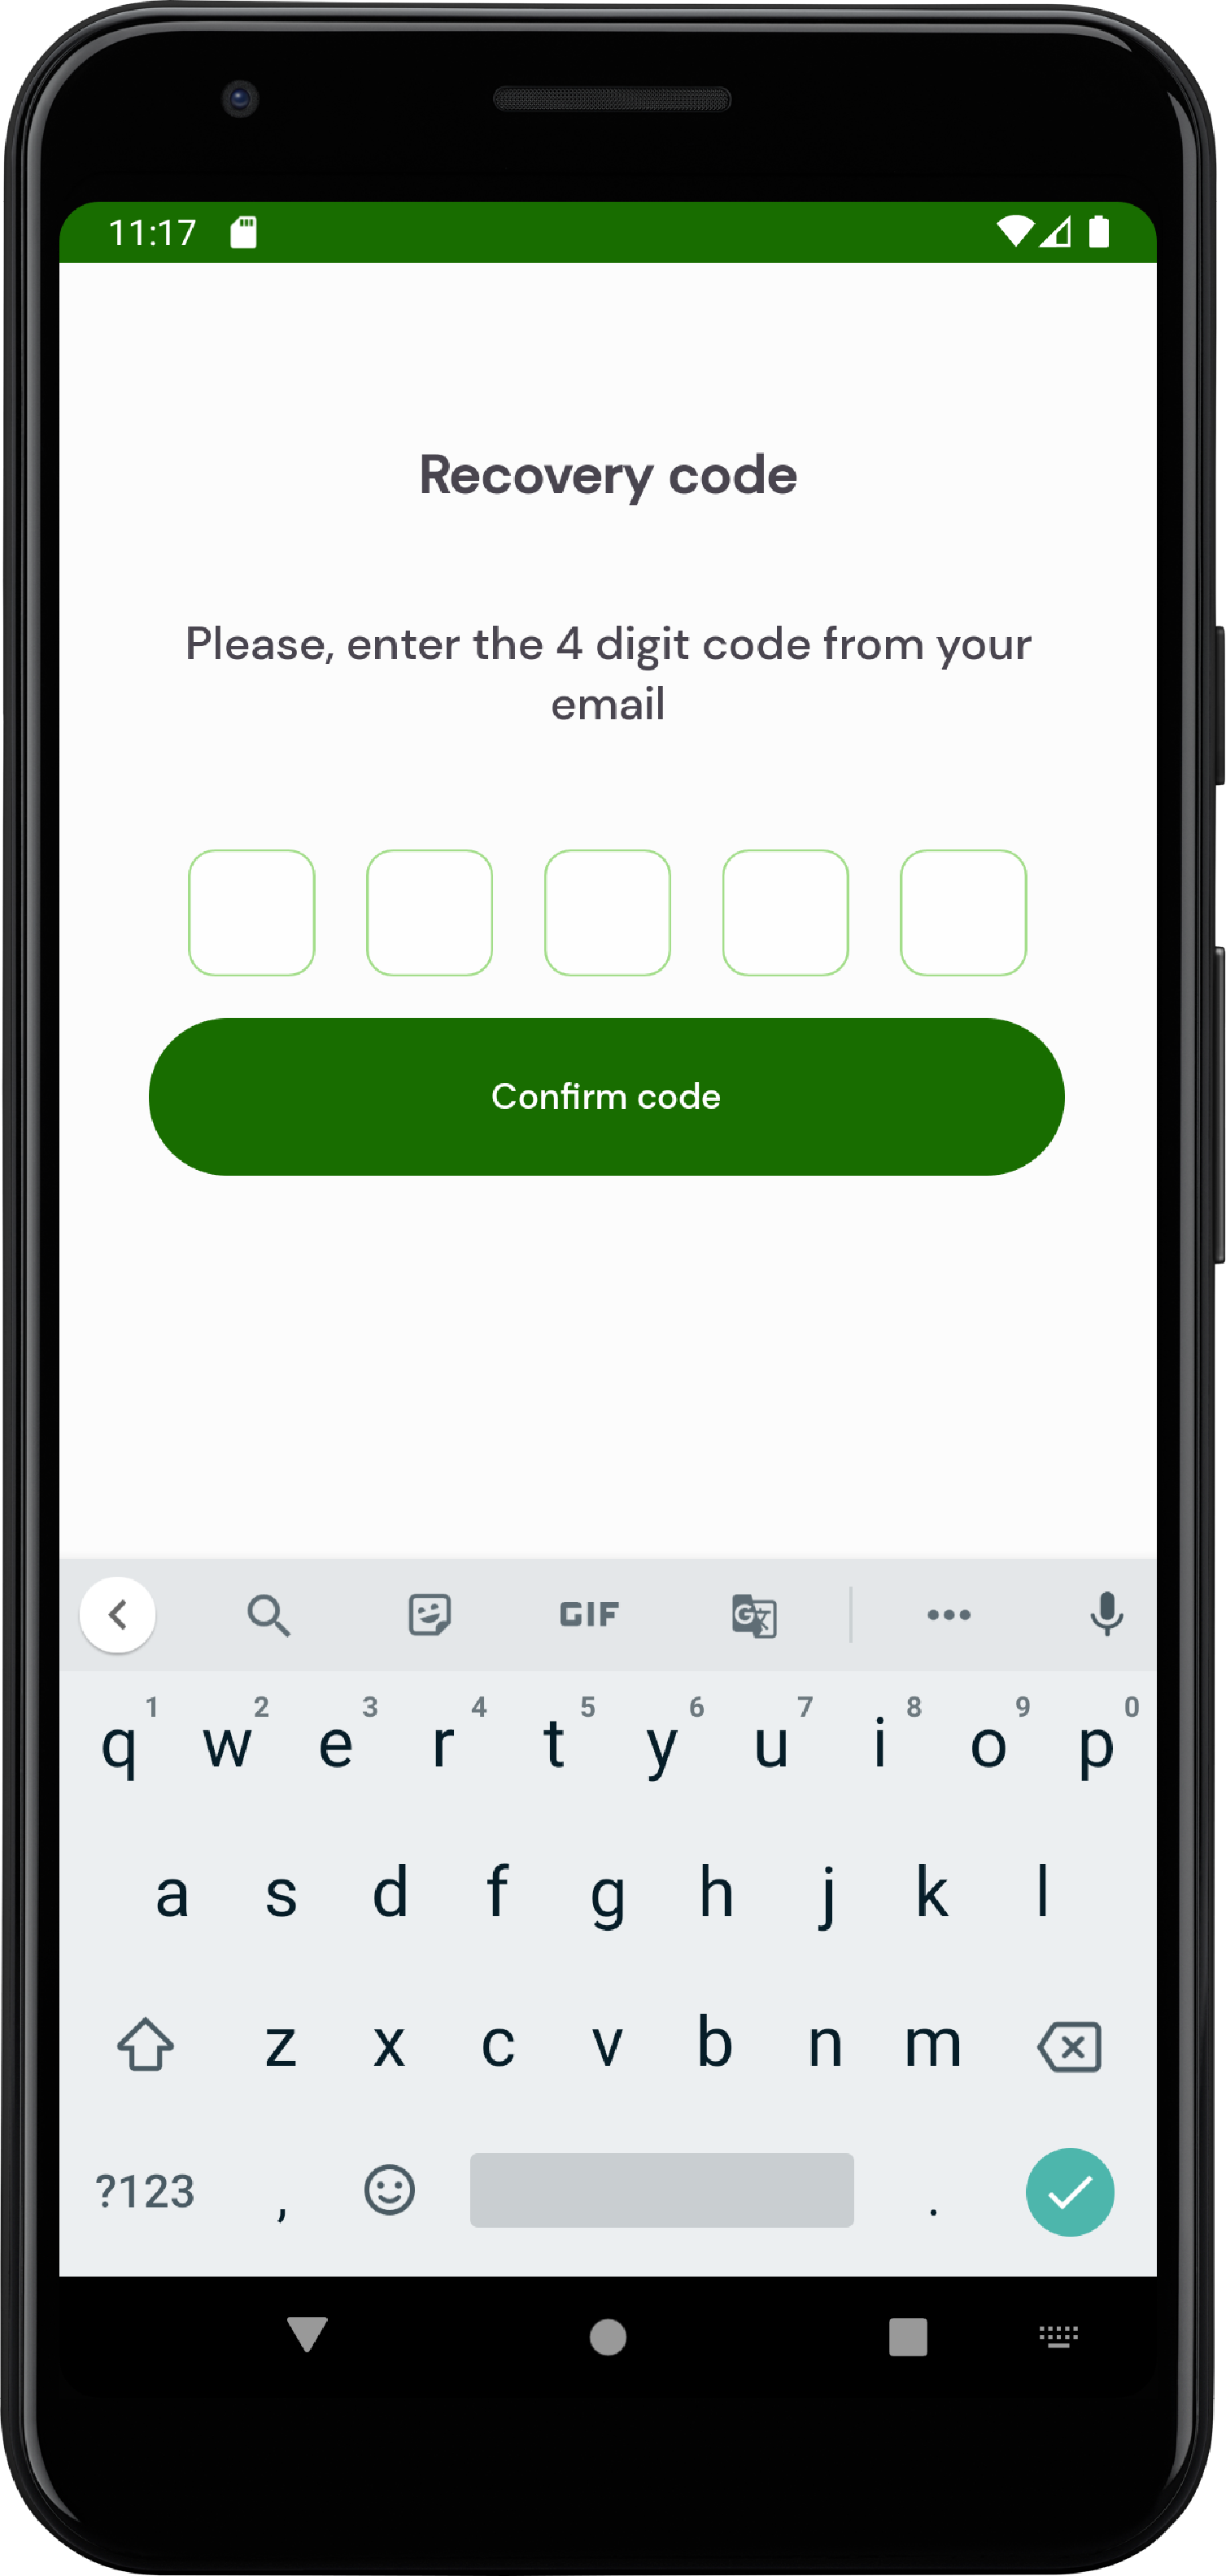 11:17
Recovery code
Please, enter the 4 digit code from your
email
Confirm code
GIF
G
1 2 3 4 5 6 7 8 9 0
q w e r t y u i o p
a s d f g h j k l
z x c v b n m
?123 , .